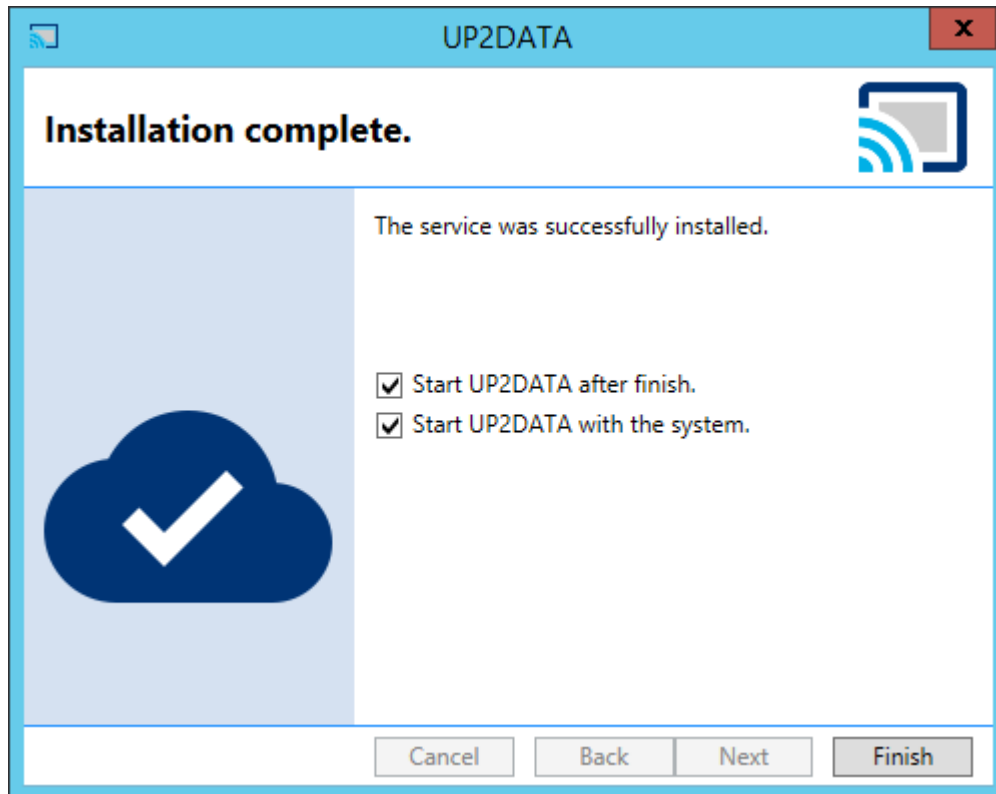 UP2DATA
x
Installation complete.
The service was successfully installed.
Start UP2DATA after finish.
Start UP2DATA with the system.
Cancel
Back
Next
Finish